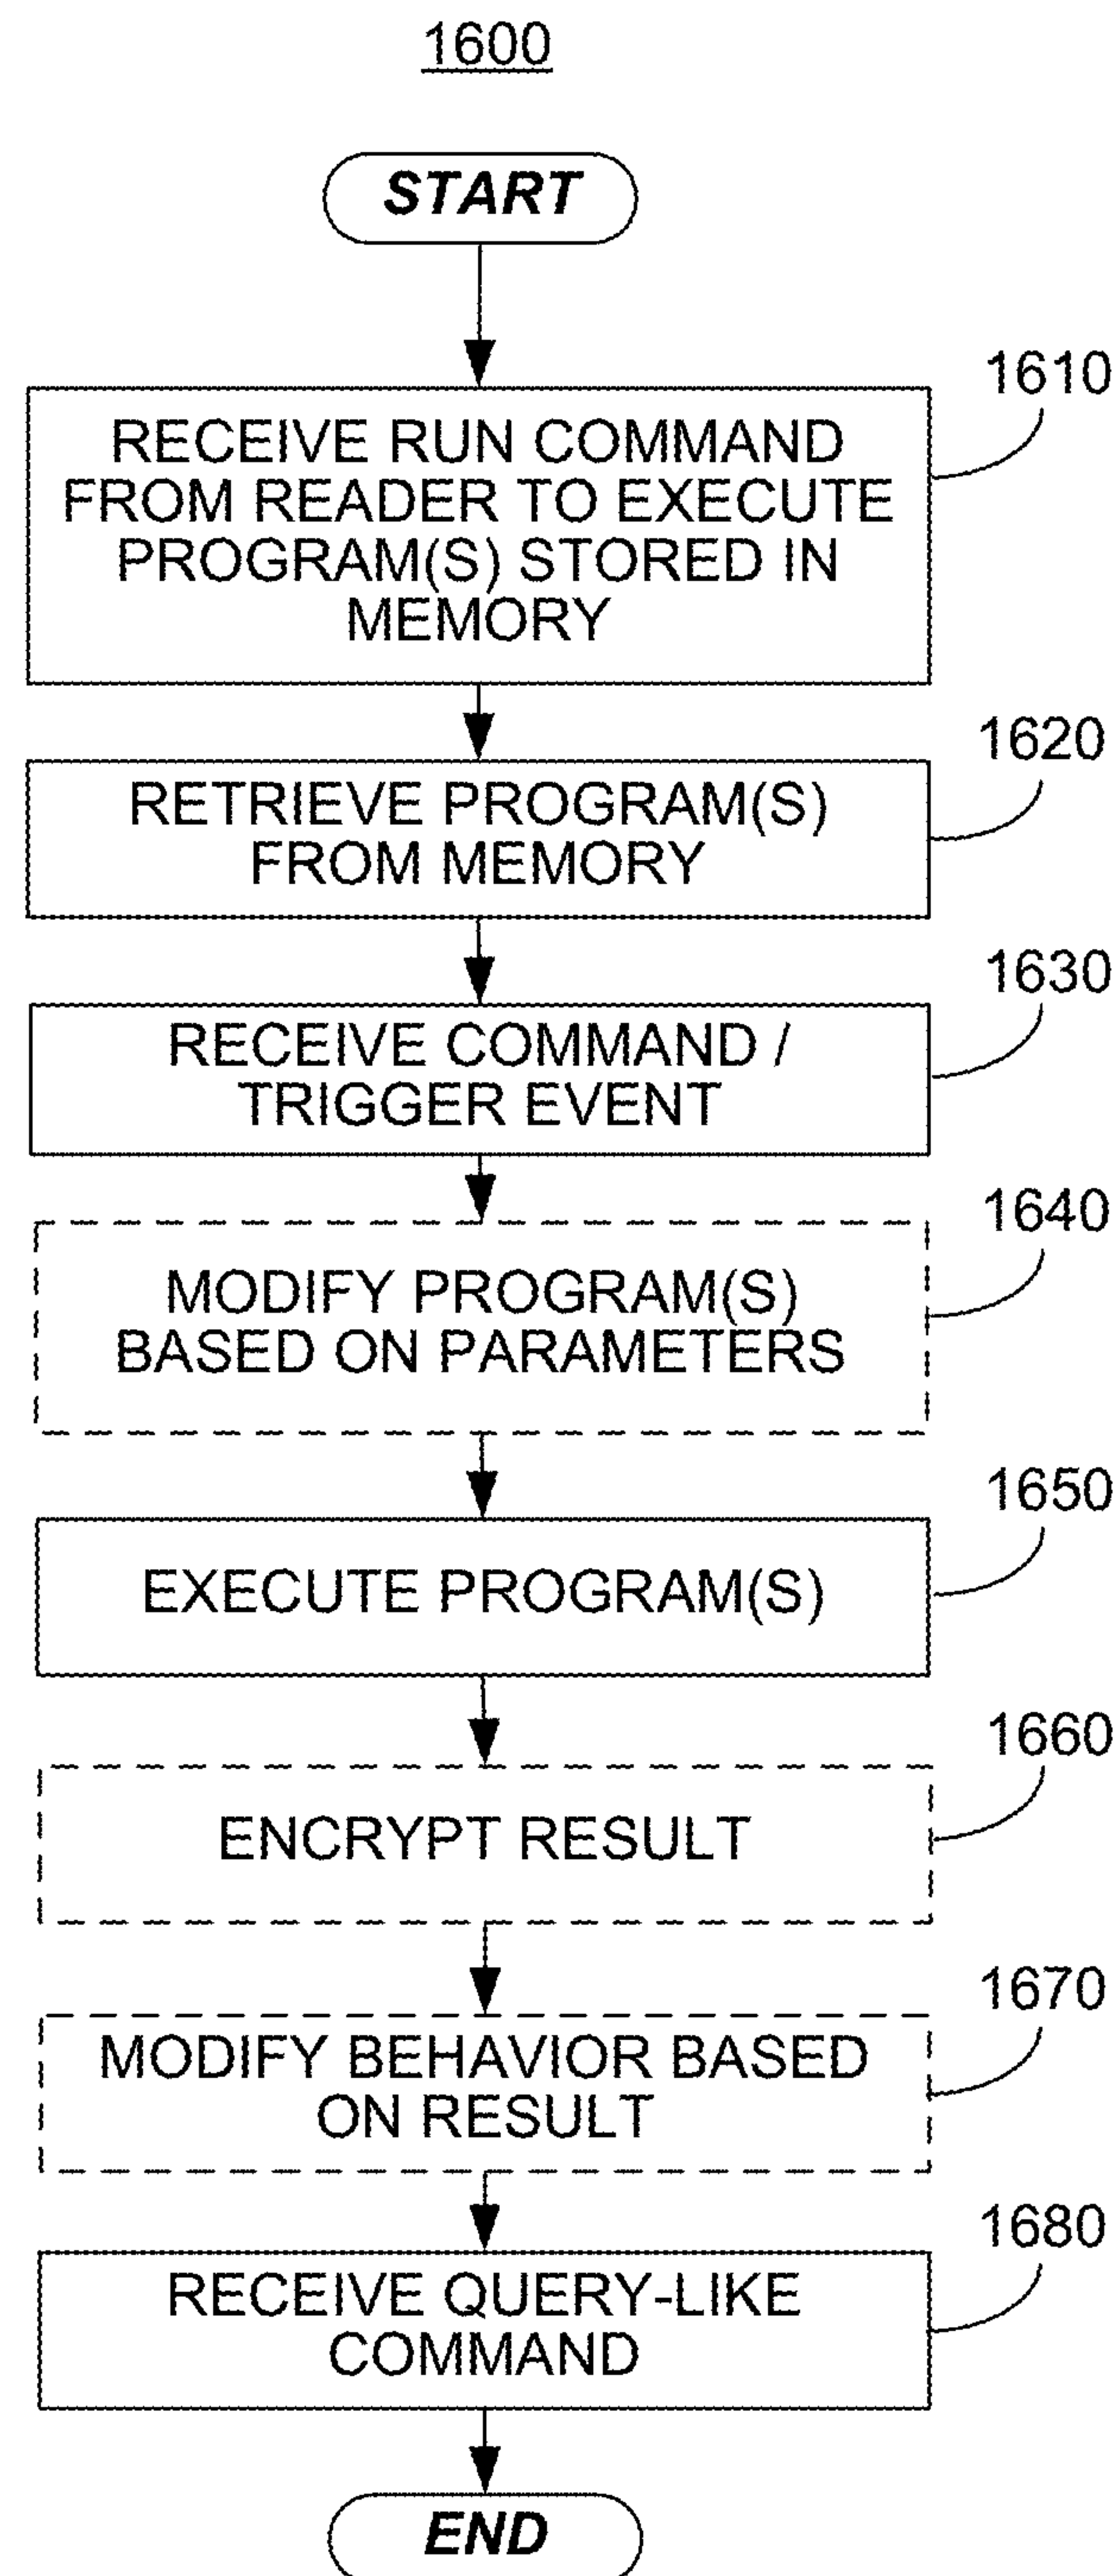 1600
START
1610
RECEIVE RUN COMMAND
FROM READER TO EXECUTE
PROGRAM(S) STORED IN
MEMORY
1620
RETRIEVE PROGRAM(S)
FROM MEMORY
1630
RECEIVE COMMAND /
TRIGGER EVENT
1640
MODIFY PROGRAM(S)
BASED ON PARAMETERS
1650
EXECUTE PROGRAM(S)
1660
ENCRYPT RESULT
1670
MODIFY BEHAVIOR BASED
ON RESULT
1680
RECEIVE QUERY-LIKE
COMMAND
END